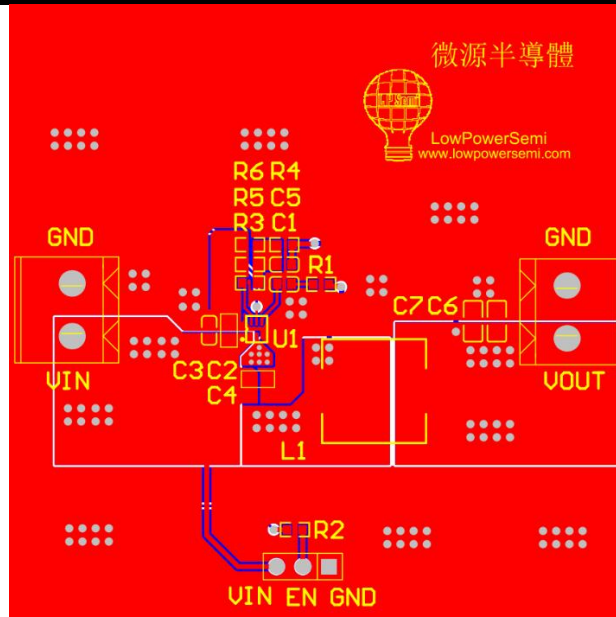 微源半導體
LPSemi
LowPowerSemi
www.lowpowersemi.com
R6 R4
R5 C5
R3 C1
GND
GND
R1
C7 C6
U1
VIN
C3 C2
VOUT
C4
L1
R2
VIN EN GND